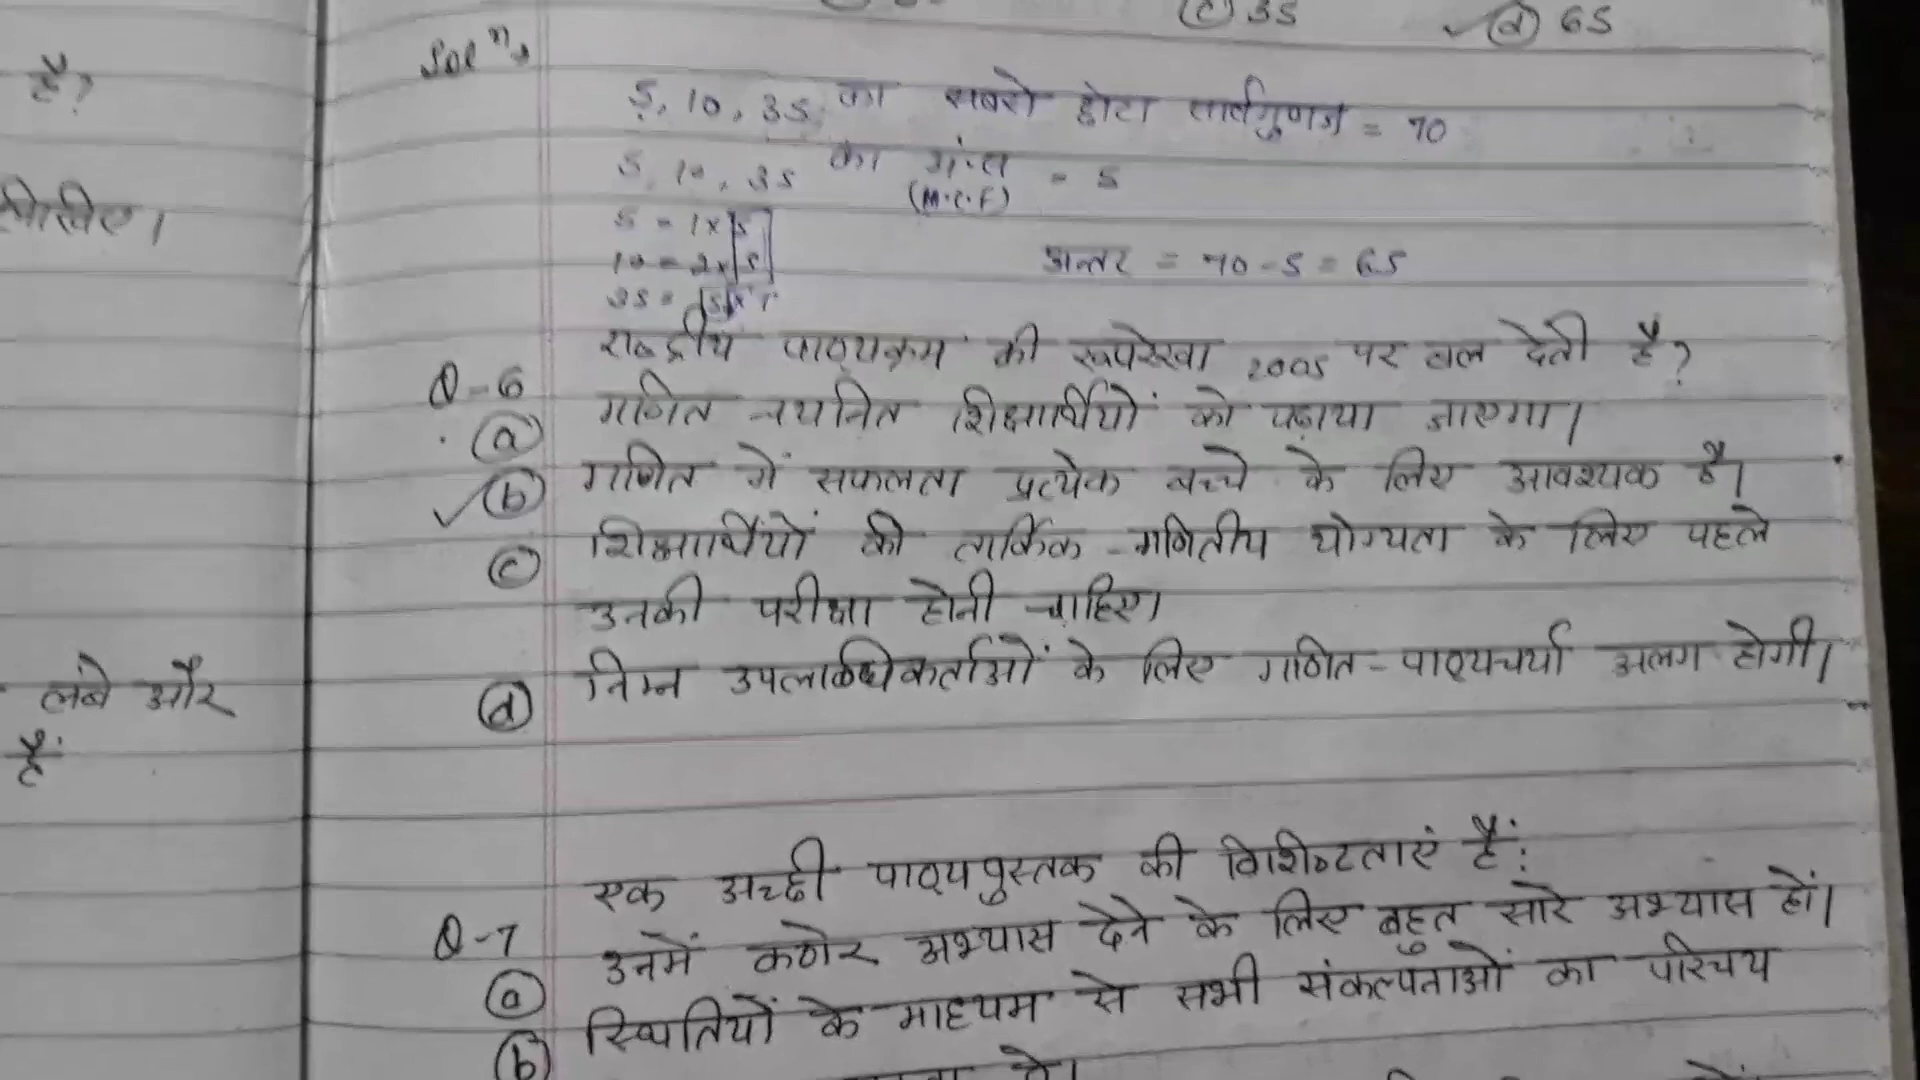 (c) 35 ✓(d) 65
Solⁿ→
है?
5, 10, 35 का सबसे छोटा सार्वगुणज = 70
5, 10, 35 का म.स = 5
(M.C.F)
लिखिए।
5 = 1×5
10 = 2×5 अन्तर = 70-5 = 65
35 = 5×7
Q-6 राष्ट्रीय पाठ्यक्रम की रूपरेखा 2005 पर बल देती है?
(a) गणित चयनित शिक्षार्थियों को पढ़ाया जाएगा।
✓(b) गणित में सफलता प्रत्येक बच्चे के लिए आवश्यक है।
(c) शिक्षार्थियों की तार्किक-गणितीय योग्यता के लिए पहले
उनकी परीक्षा होनी चाहिए।
(d) निम्न उपलब्धिकर्ताओं के लिए गणित-पाठ्यचर्या अलग होगी।
लंबे और
हैं
Q-7 एक अच्छी पाठ्यपुस्तक की विशिष्टताएं हैं:
(a) उनमें कठोर अभ्यास देने के लिए बहुत सारे अभ्यास हों।
(b) स्थितियों के माध्यम से सभी संकल्पनाओं का परिचय